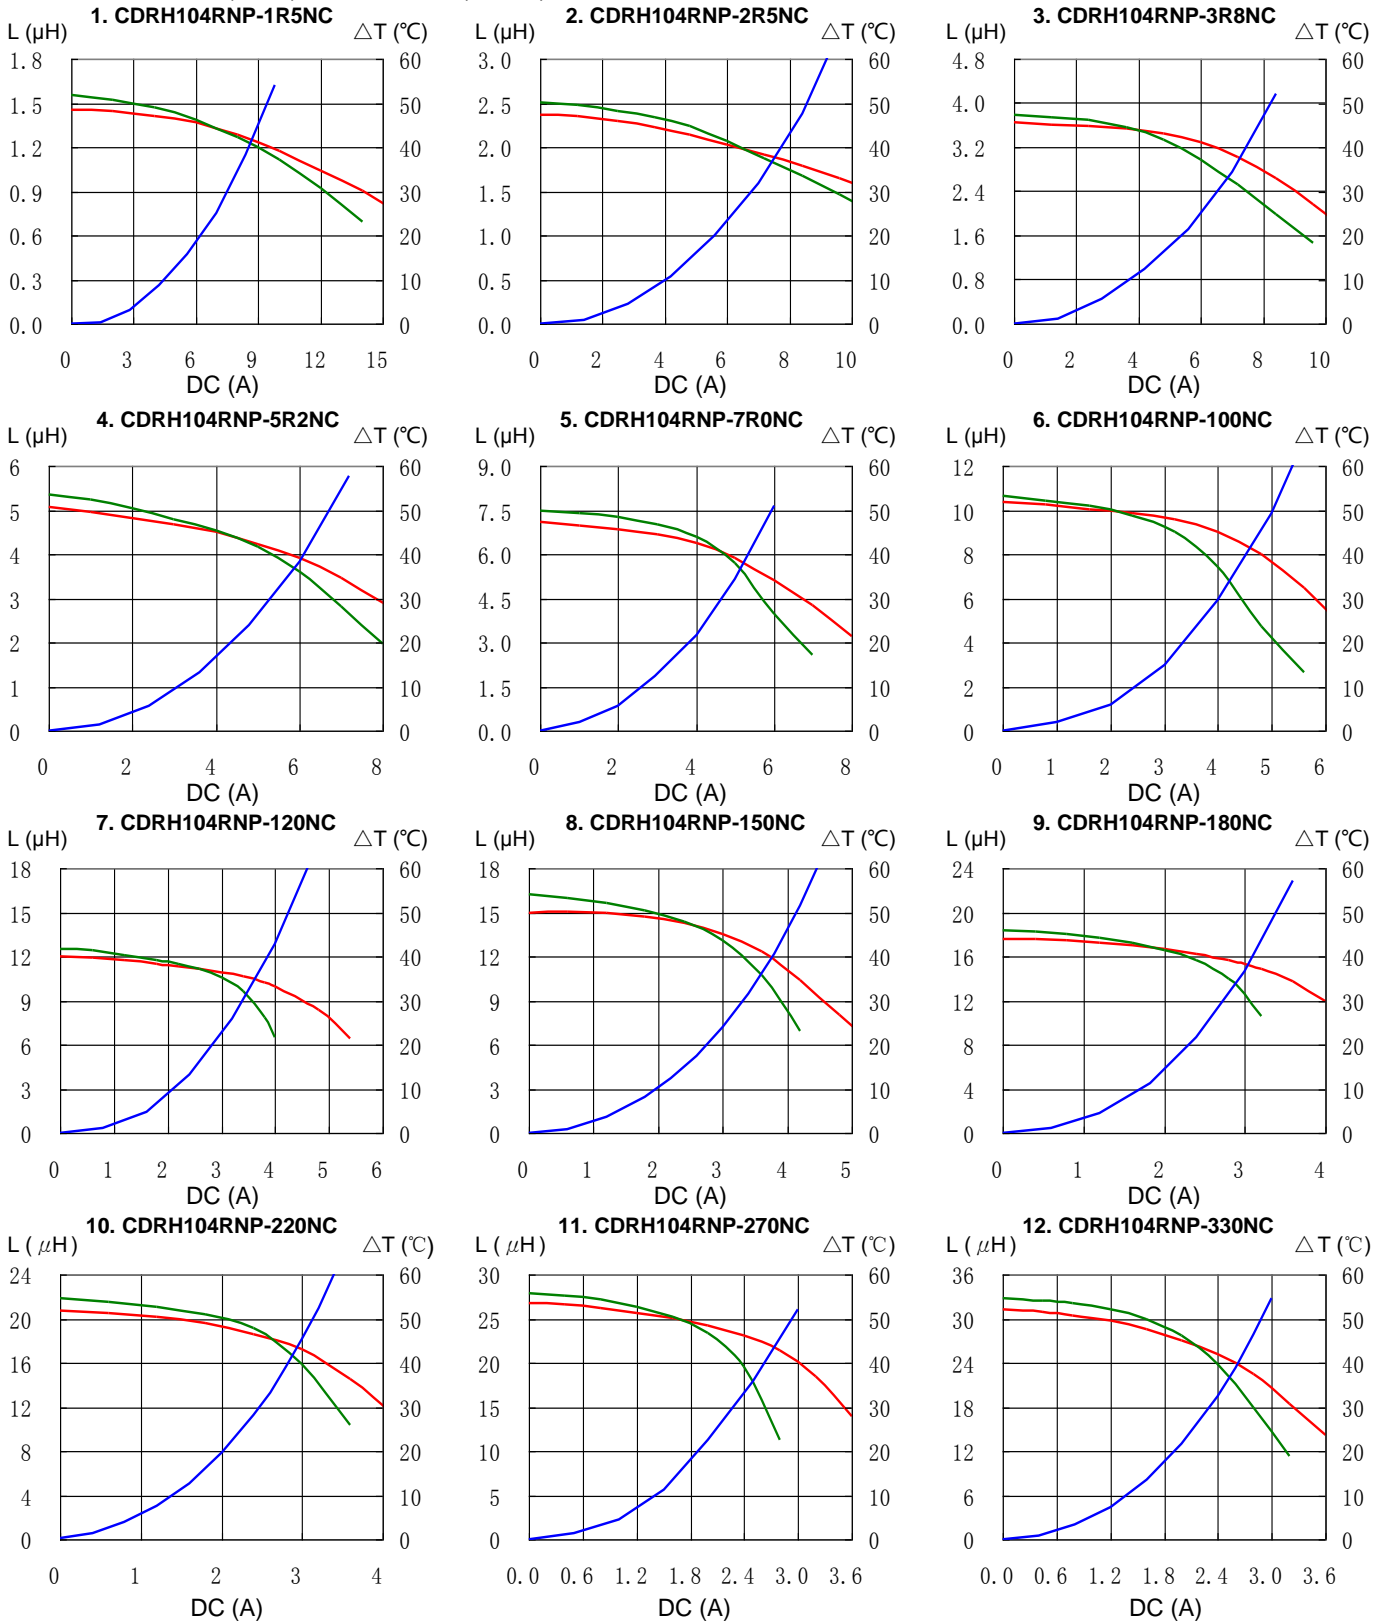 1. CDRH104RNP-1R5NC
L (μH) △T (℃)
1.8 60
1.5 50
1.2 40
0.9 30
0.6 20
0.3 10
0.0 0
0 3 6 9 12 15
DC (A)
2. CDRH104RNP-2R5NC
L (μH) △T (℃)
3.0 60
2.5 50
2.0 40
1.5 30
1.0 20
0.5 10
0.0 0
0 2 4 6 8 10
DC (A)
3. CDRH104RNP-3R8NC
L (μH) △T (℃)
4.8 60
4.0 50
3.2 40
2.4 30
1.6 20
0.8 10
0.0 0
0 2 4 6 8 10
DC (A)
4. CDRH104RNP-5R2NC
L (μH) △T (℃)
6 60
5 50
4 40
3 30
2 20
1 10
0 0
0 2 4 6 8
DC (A)
5. CDRH104RNP-7R0NC
L (μH) △T (℃)
9.0 60
7.5 50
6.0 40
4.5 30
3.0 20
1.5 10
0.0 0
0 2 4 6 8
DC (A)
6. CDRH104RNP-100NC
L (μH) △T (℃)
12 60
10 50
8 40
6 30
4 20
2 10
0 0
0 1 2 3 4 5 6
DC (A)
7. CDRH104RNP-120NC
L (μH) △T (℃)
18 60
15 50
12 40
9 30
6 20
3 10
0 0
0 1 2 3 4 5 6
DC (A)
8. CDRH104RNP-150NC
L (μH) △T (℃)
18 60
15 50
12 40
9 30
6 20
3 10
0 0
0 1 2 3 4 5
DC (A)
9. CDRH104RNP-180NC
L (μH) △T (℃)
24 60
20 50
16 40
12 30
8 20
4 10
0 0
0 1 2 3 4
DC (A)
10. CDRH104RNP-220NC
L ( μH) △T (℃)
24 60
20 50
16 40
12 30
8 20
4 10
0 0
0 1 2 3 4
DC (A)
11. CDRH104RNP-270NC
L ( μH) △T (℃)
30 60
25 50
20 40
15 30
10 20
5 10
0 0
0.0 0.6 1.2 1.8 2.4 3.0 3.6
DC (A)
12. CDRH104RNP-330NC
L ( μH) △T (℃)
36 60
30 50
24 40
18 30
12 20
6 10
0 0
0.0 0.6 1.2 1.8 2.4 3.0 3.6
DC (A)